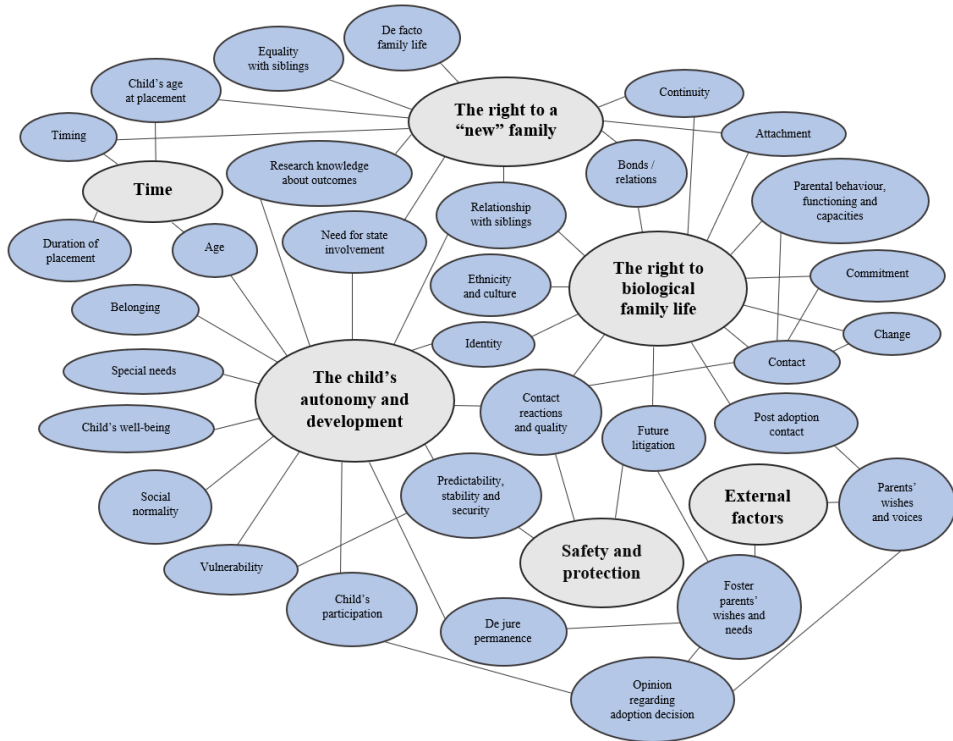 De facto
family life
Equality
with siblings
Child's age
at placement
The right to a
"new" family
Continuity
Timing
Attachment
Research knowledge
about outcomes
Bonds /
relations
Time
Parental behaviour,
functioning and
capacities
Relationship
with siblings
Need for state
involvement
Duration of
placement
Age
The right to
biological
family life
Ethnicity
and culture
Commitment
Belonging
Identity
Change
Contact
Special needs
The child's
autonomy and
development
Contact
reactions
and quality
Child's well-being
Future
litigation
Post adoption
contact
Social
normality
Predictability,
stability and
security
External
factors
Parents'
wishes
and voices
Vulnerability
Safety and
protection
Child's
participation
De jure
permanence
Foster
parents'
wishes and
needs
Opinion
regarding
adoption decision